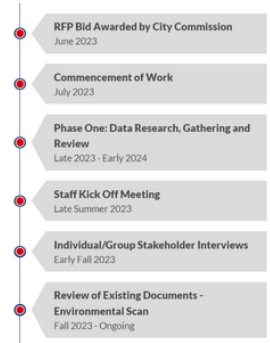 RFP Bid Awarded by City Commission
June 2023
Commencement of Work
July 2023
Phase One: Data Research, Gathering and
Review
Late 2023 - Early 2024
Staff Kick Off Meeting
Late Summer 2023
Individual/Group Stakeholder Interviews
Early Fall 2023
Review of Existing Documents -
Environmental Scan
Fall 2023 - Ongoing